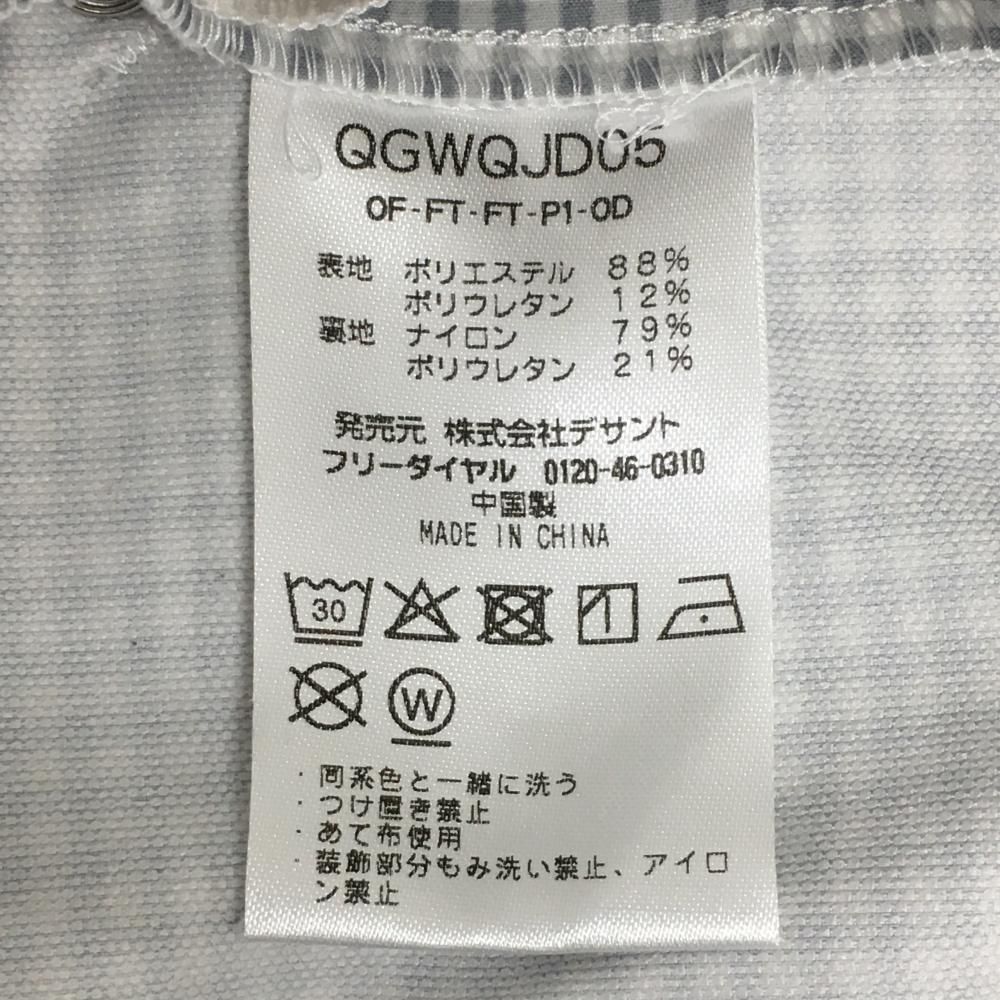 QGWQJD05
0F-FT-FT-P1-0D
表地 ポリエステル 88%
ポリウレタン 12%
裏地 ナイロン 79%
ポリウレタン 21%
発売元 株式会社デサント
フリーダイヤル 0120-46-0310
中国製
MADE IN CHINA
30
W
・同系色と一緒に洗う
・つけ置き禁止
・あて布使用
・装飾部分もみ洗い禁止、アイロ
ン禁止